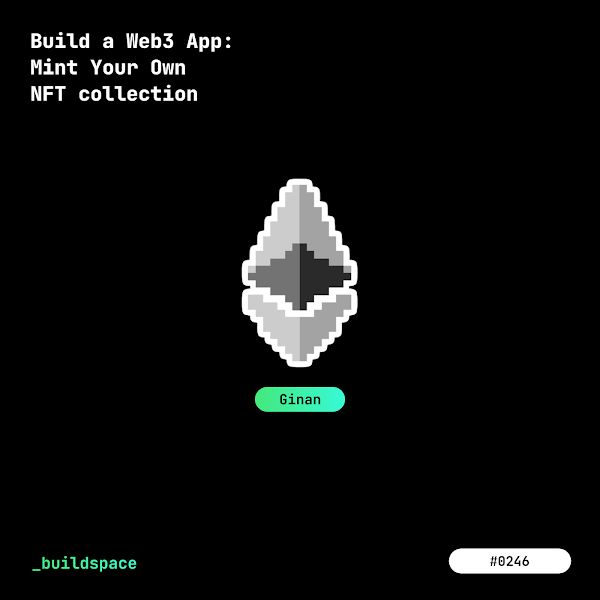 Build a Web3 App:
Mint Your Own
NFT collection
Ginan
_buildspace
#0246